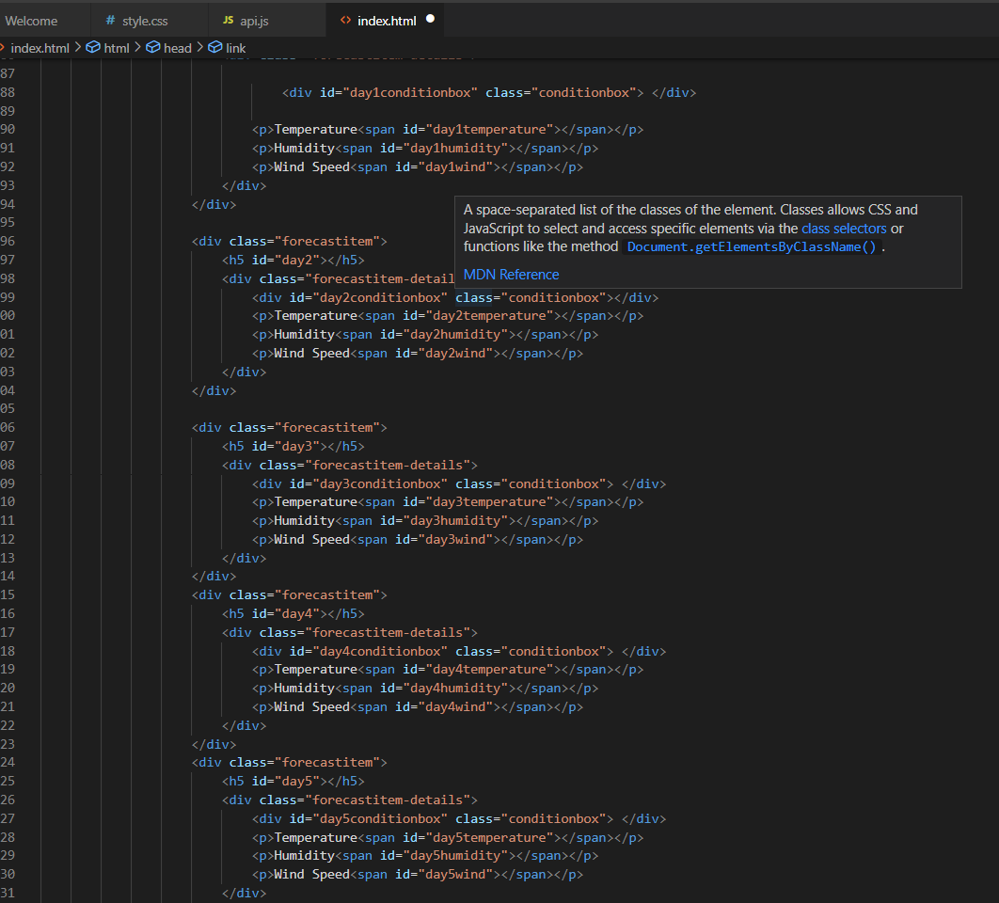 Welcome # style.css JS api.js <> index.html ●
> index.html > html > head > link
87
88 <div id="day1conditionbox" class="conditionbox"> </div>
89
90 <p>Temperature<span id="day1temperature"></span></p>
91 <p>Humidity<span id="day1humidity"></span></p>
92 <p>Wind Speed<span id="day1wind"></span></p>
93 </div>
94 </div>
95
A space-separated list of the classes of the element. Classes allows CSS and
JavaScript to select and access specific elements via the class selectors or
functions like the method Document.getElementsByClassName() .
MDN Reference
96 <div class="forecastitem">
97 <h5 id="day2"></h5>
98 <div class="forecastitem-detail
99 <div id="day2conditionbox" class="conditionbox"></div>
00 <p>Temperature<span id="day2temperature"></span></p>
01 <p>Humidity<span id="day2humidity"></span></p>
02 <p>Wind Speed<span id="day2wind"></span></p>
03 </div>
04 </div>
05
06 <div class="forecastitem">
07 <h5 id="day3"></h5>
08 <div class="forecastitem-details">
09 <div id="day3conditionbox" class="conditionbox"> </div>
10 <p>Temperature<span id="day3temperature"></span></p>
11 <p>Humidity<span id="day3humidity"></span></p>
12 <p>Wind Speed<span id="day3wind"></span></p>
13 </div>
14 </div>
15 <div class="forecastitem">
16 <h5 id="day4"></h5>
17 <div class="forecastitem-details">
18 <div id="day4conditionbox" class="conditionbox"> </div>
19 <p>Temperature<span id="day4temperature"></span></p>
20 <p>Humidity<span id="day4humidity"></span></p>
21 <p>Wind Speed<span id="day4wind"></span></p>
22 </div>
23 </div>
24 <div class="forecastitem">
25 <h5 id="day5"></h5>
26 <div class="forecastitem-details">
27 <div id="day5conditionbox" class="conditionbox"> </div>
28 <p>Temperature<span id="day5temperature"></span></p>
29 <p>Humidity<span id="day5humidity"></span></p>
30 <p>Wind Speed<span id="day5wind"></span></p>
31 </div>